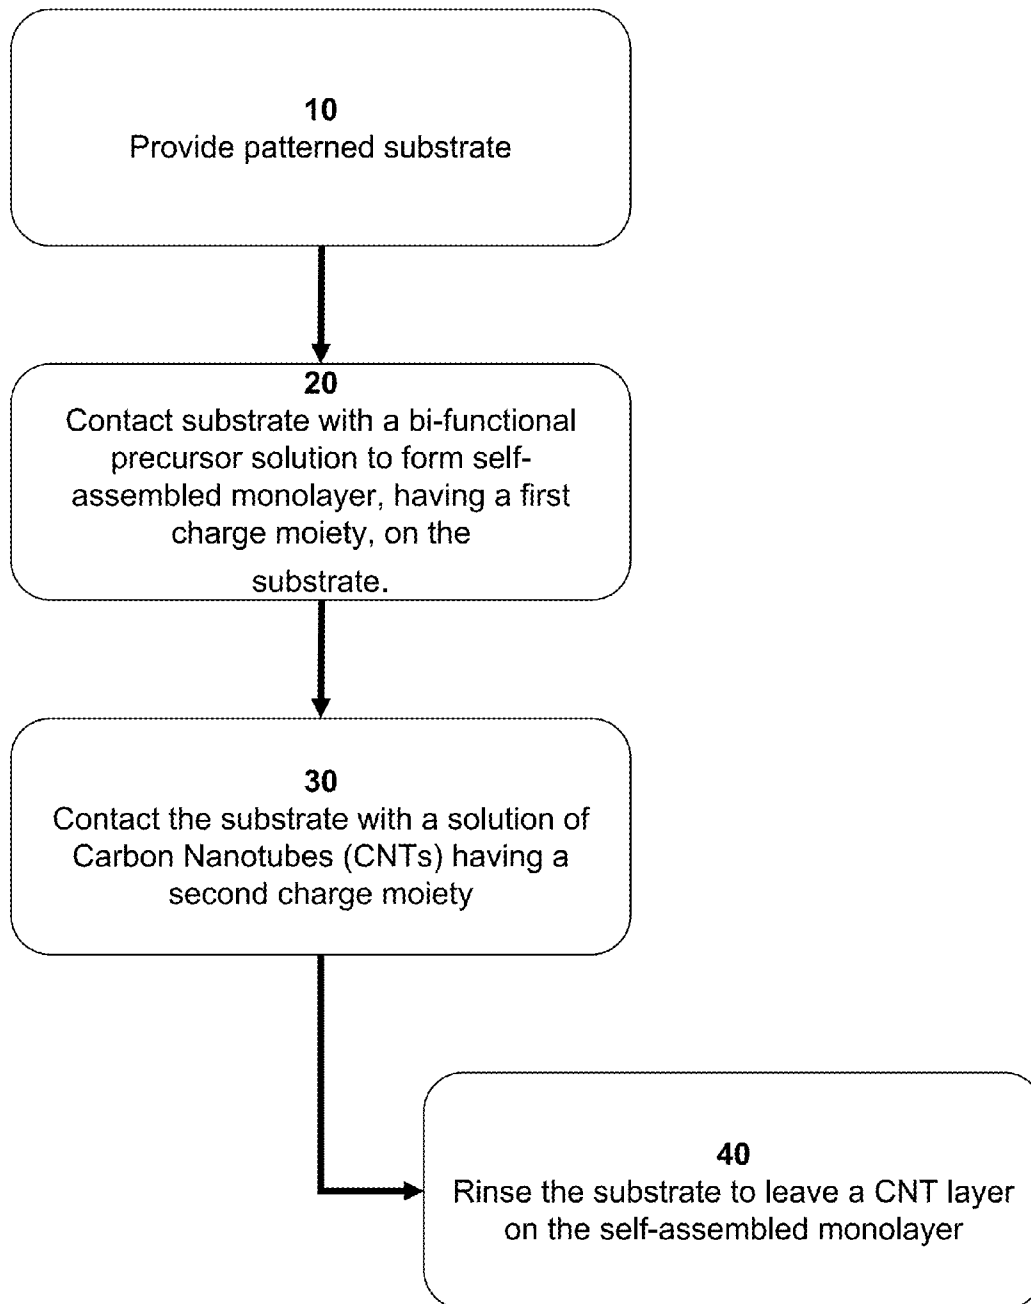 10
Provide patterned substrate
20
Contact substrate with a bi-functional
precursor solution to form self-
assembled monolayer, having a first
charge moiety, on the
substrate.
30
Contact the substrate with a solution of
Carbon Nanotubes (CNTs) having a
second charge moiety
40
Rinse the substrate to leave a CNT layer
on the self-assembled monolayer